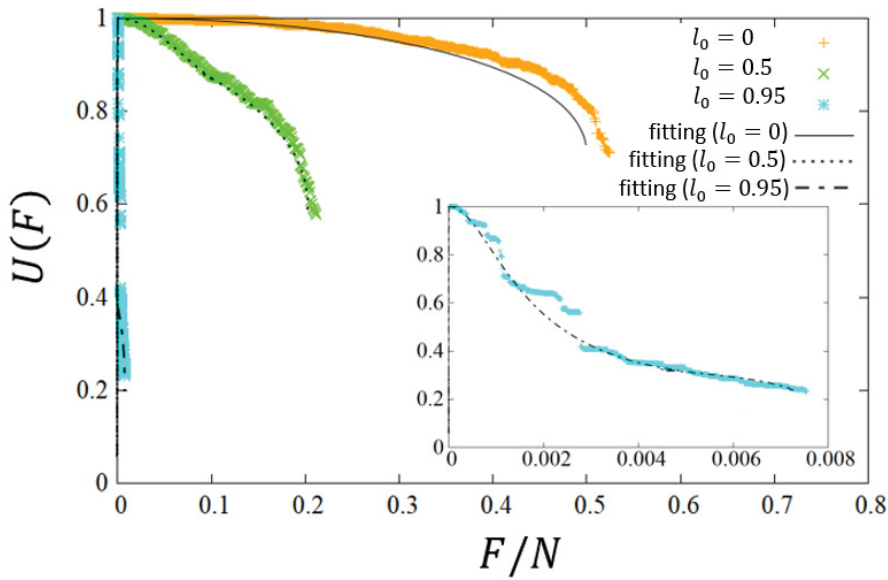 1
0.8
0.6
0.4
0.2
0
U(F)
l₀ = 0
l₀ = 0.5
l₀ = 0.95
fitting (l₀ = 0)
fitting (l₀ = 0.5)
fitting (l₀ = 0.95)
1
0.8
0.6
0.4
0.2
0
0 0.002 0.004 0.006 0.008
0 0.1 0.2 0.3 0.4 0.5 0.6 0.7 0.8
F/N